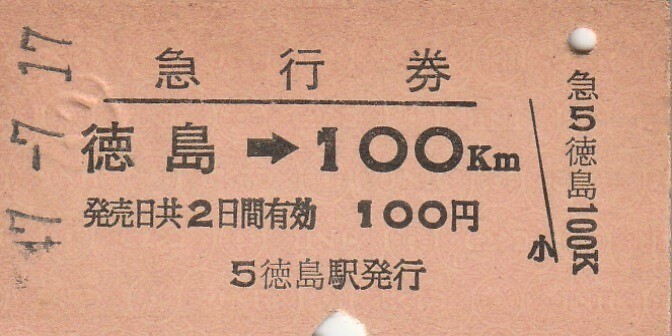 47-7.17
急行券
徳島➡100Km
発売日共2日間有効 100円
5徳島駅発行
小
急5徳島100K